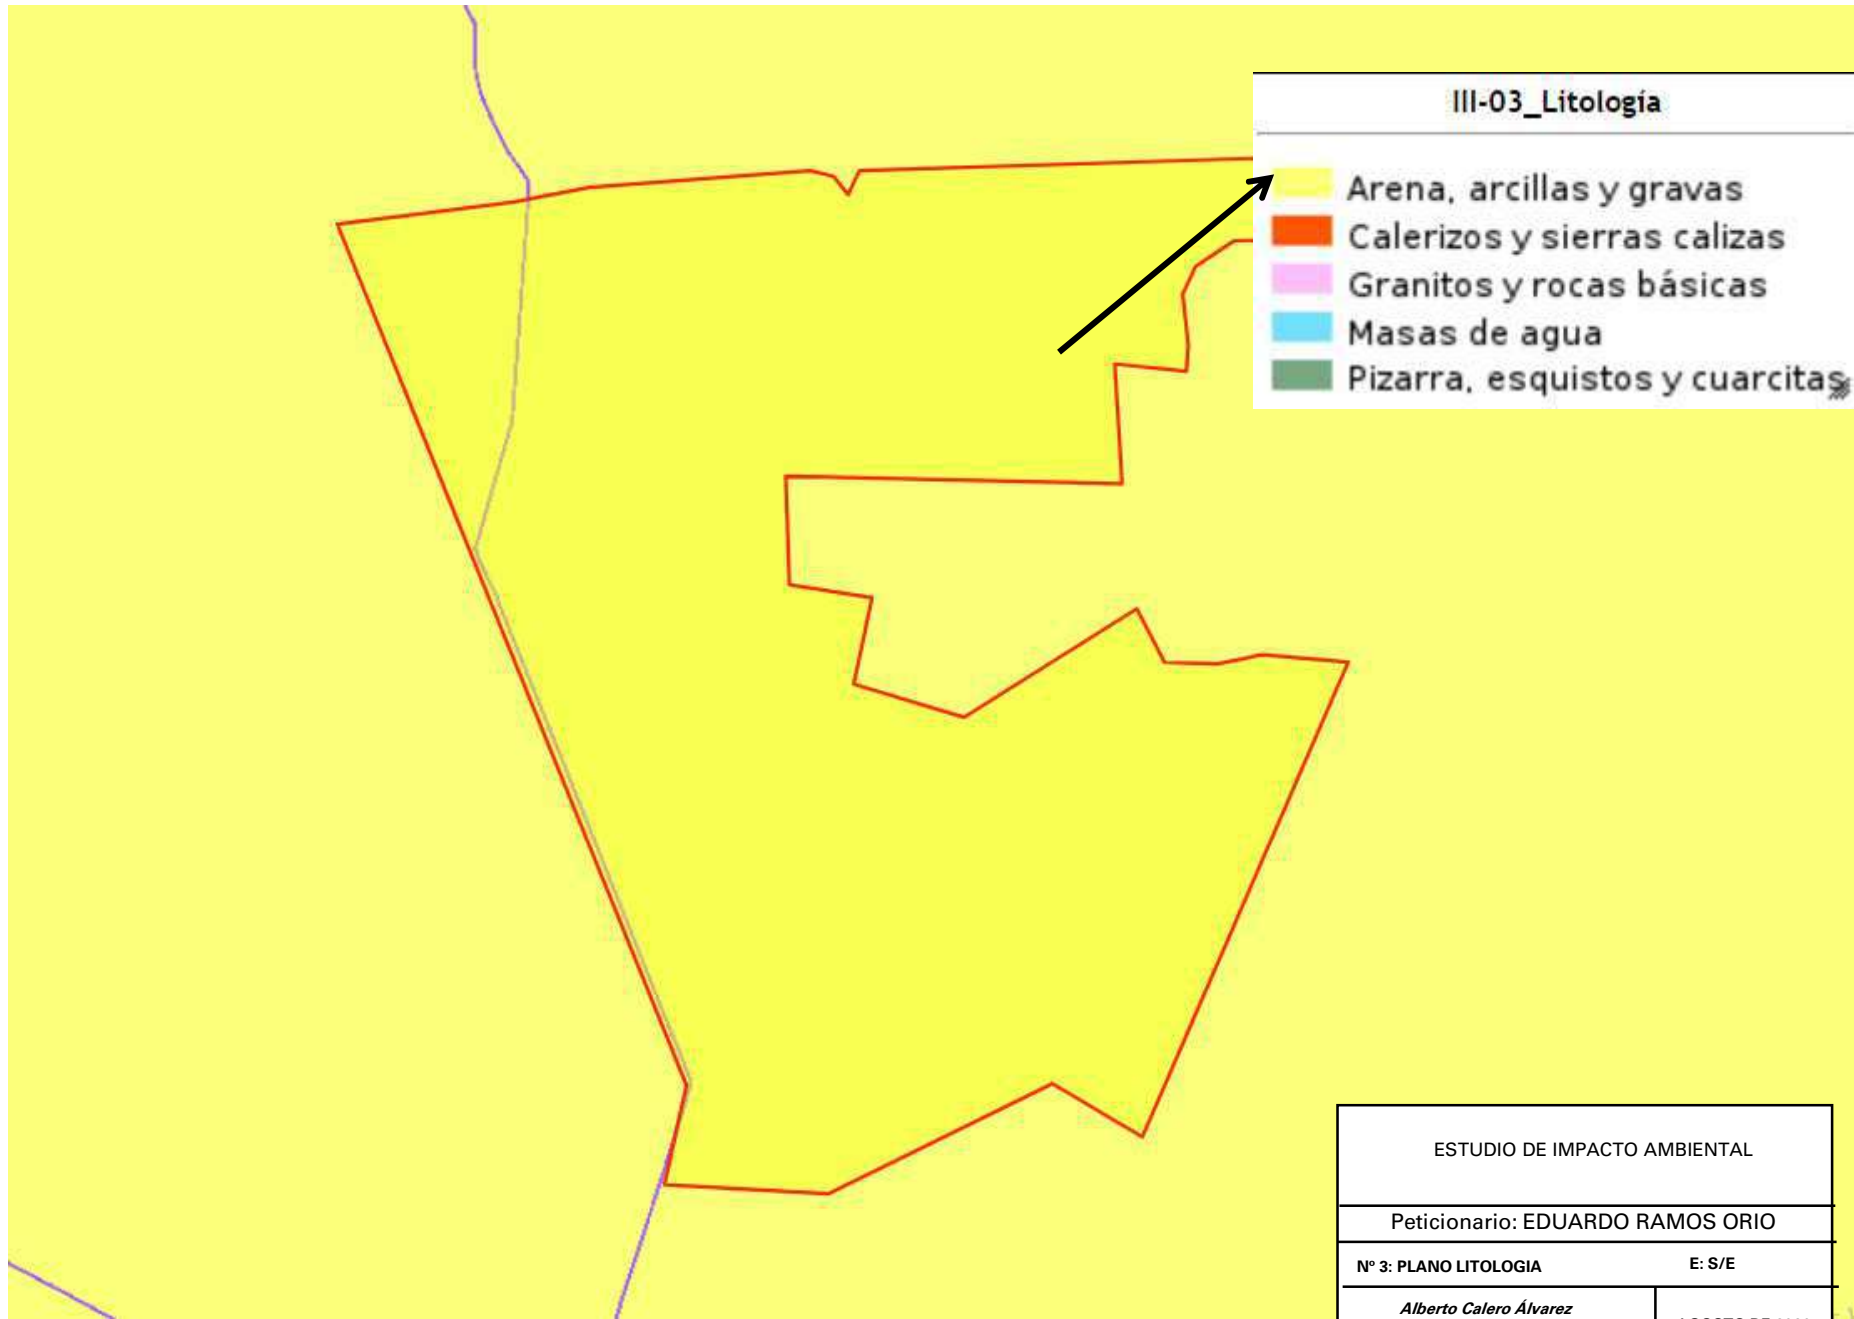 III-03_Litología
Arena, arcillas y gravas
Calerizos y sierras calizas
Granitos y rocas básicas
Masas de agua
Pizarra, esquistos y cuarcitas
ESTUDIO DE IMPACTO AMBIENTAL
Peticionario: EDUARDO RAMOS ORIO
Nº 3: PLANO LITOLOGIA E: S/E
Alberto Calero Álvarez